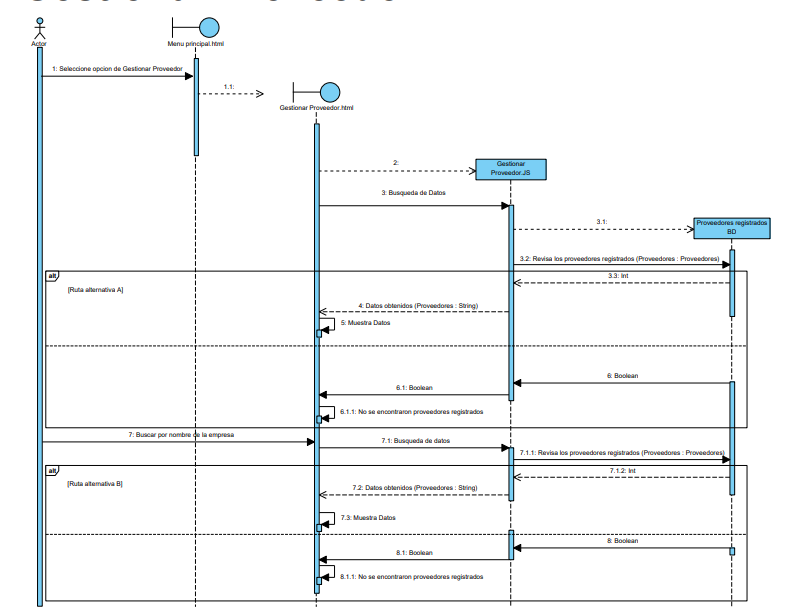 Actor
Menu principal.html
1: Seleccione opcion de Gestionar Proveedor
1.1:
Gestionar Proveedor.html
2:
Gestionar
Proveedor.JS
3: Busqueda de Datos
3.1:
Proveedores registrados
BD
3.2: Revisa los proveedores registrados (Proveedores : Proveedores)
alt
3.3: Int
[Ruta alternativa A]
4: Datos obtenidos (Proveedores : String)
5: Muestra Datos
6: Boolean
6.1: Boolean
6.1.1: No se encontraron proveedores registrados
7: Buscar por nombre de la empresa
7.1: Busqueda de datos
7.1.1: Revisa los proveedores registrados (Proveedores : Proveedores)
alt
7.1.2: Int
[Ruta alternativa B]
7.2: Datos obtenidos (Proveedores : String)
7.3: Muestra Datos
8: Boolean
8.1: Boolean
8.1.1: No se encontraron proveedores registrados